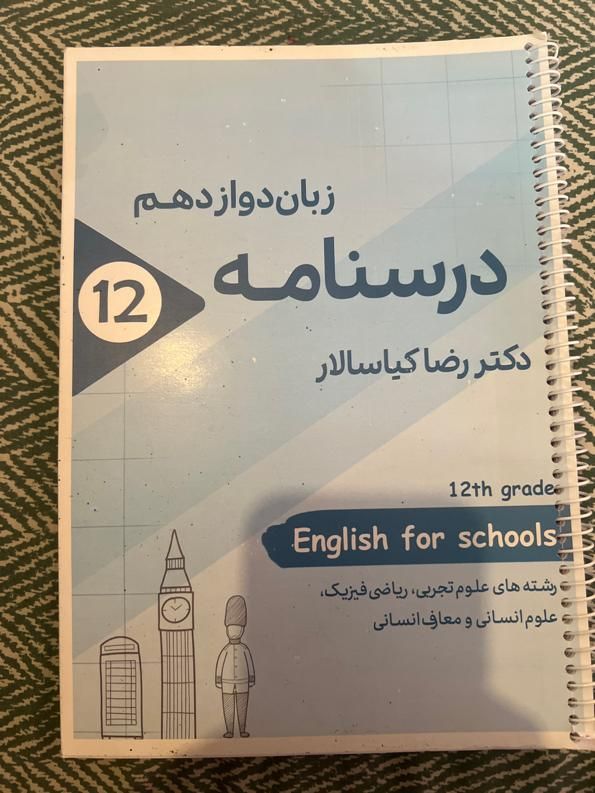 زبان دوازدهم
درسنامه
12
دکتر رضا کیاسالار
12th grade
English for schools
رشته های علوم تجربی، ریاضی فیزیک،
علوم انسانی و معارف انسانی